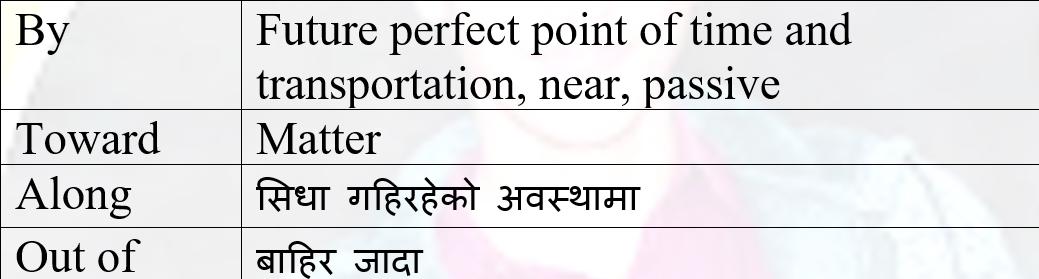 By Future perfect point of time and
transportation, near, passive
Toward Matter
Along सिधा गहिरहेको अवस्थामा
Out of बाहिर जादा